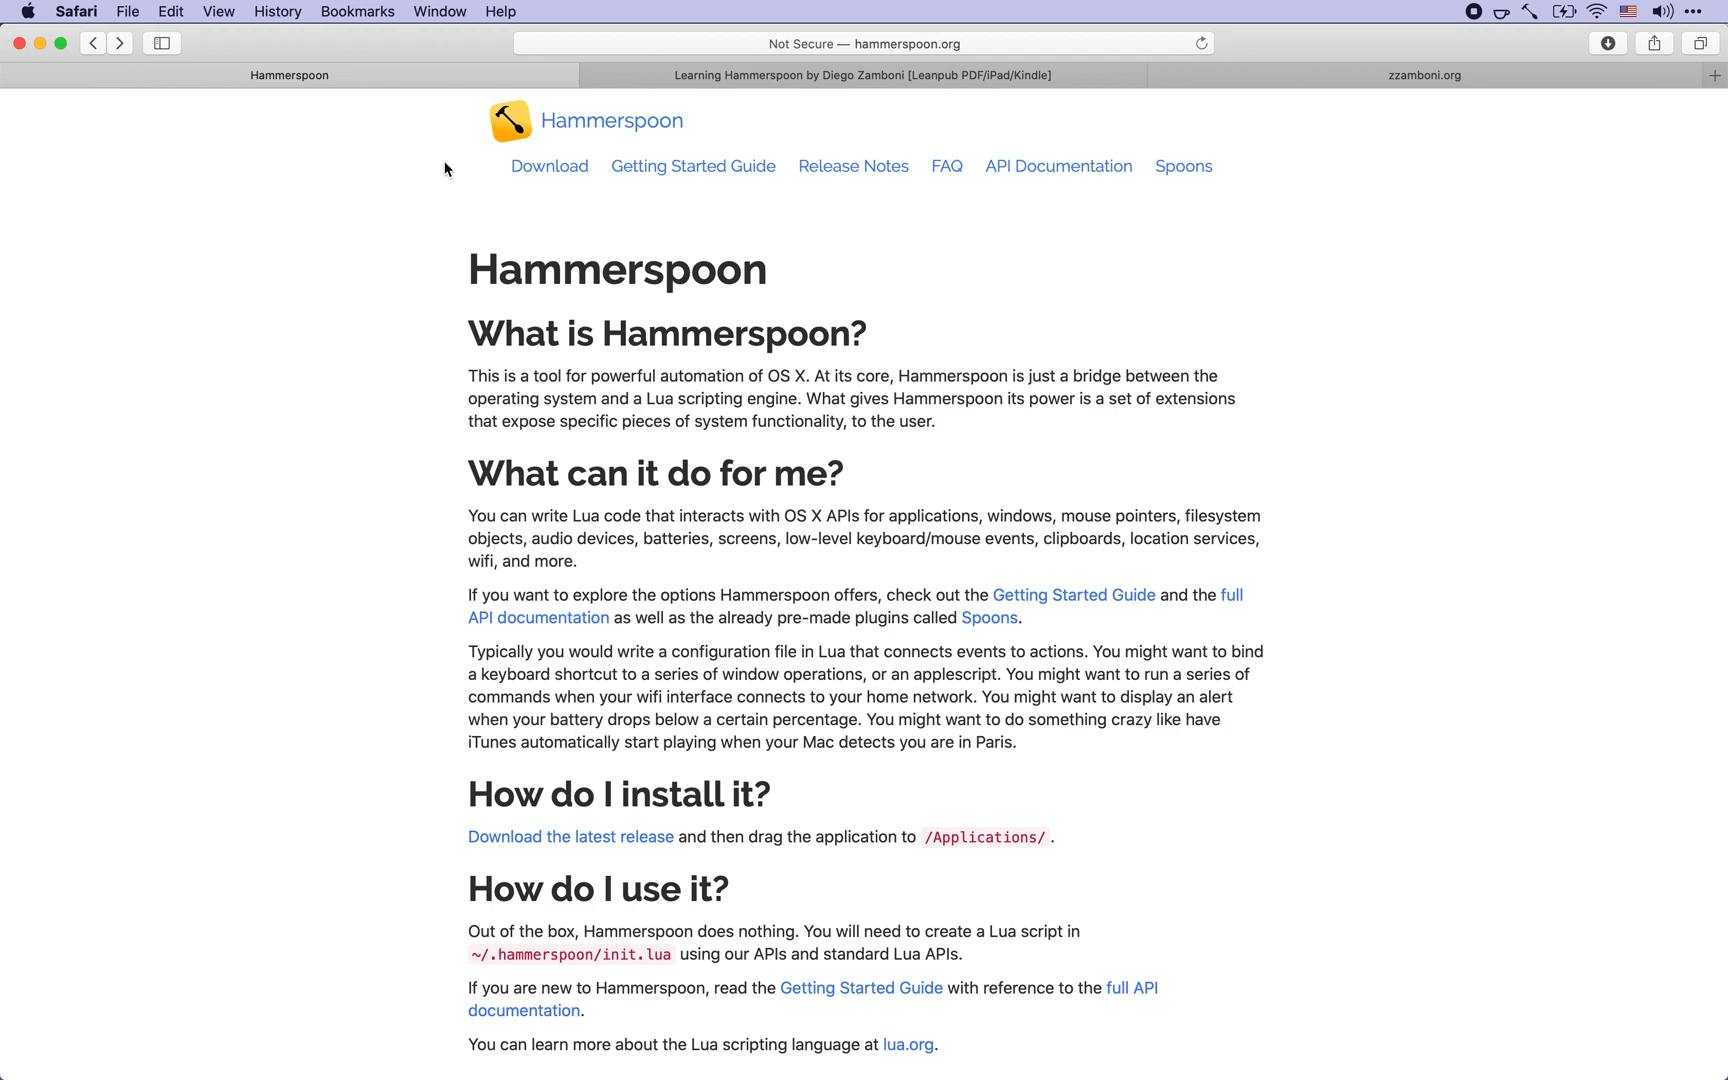 Safari File Edit View History Bookmarks Window Help
Not Secure — hammerspoon.org
Hammerspoon
Learning Hammerspoon by Diego Zamboni [Leanpub PDF/iPad/Kindle]
zzamboni.org
Hammerspoon
Download Getting Started Guide Release Notes FAQ API Documentation Spoons
Hammerspoon
What is Hammerspoon?
This is a tool for powerful automation of OS X. At its core, Hammerspoon is just a bridge between the
operating system and a Lua scripting engine. What gives Hammerspoon its power is a set of extensions
that expose specific pieces of system functionality, to the user.
What can it do for me?
You can write Lua code that interacts with OS X APIs for applications, windows, mouse pointers, filesystem
objects, audio devices, batteries, screens, low-level keyboard/mouse events, clipboards, location services,
wifi, and more.
If you want to explore the options Hammerspoon offers, check out the Getting Started Guide and the full
API documentation as well as the already pre-made plugins called Spoons.
Typically you would write a configuration file in Lua that connects events to actions. You might want to bind
a keyboard shortcut to a series of window operations, or an applescript. You might want to run a series of
commands when your wifi interface connects to your home network. You might want to display an alert
when your battery drops below a certain percentage. You might want to do something crazy like have
iTunes automatically start playing when your Mac detects you are in Paris.
How do I install it?
Download the latest release and then drag the application to /Applications/ .
How do I use it?
Out of the box, Hammerspoon does nothing. You will need to create a Lua script in
~/.hammerspoon/init.lua using our APIs and standard Lua APIs.
If you are new to Hammerspoon, read the Getting Started Guide with reference to the full API
documentation.
You can learn more about the Lua scripting language at lua.org.